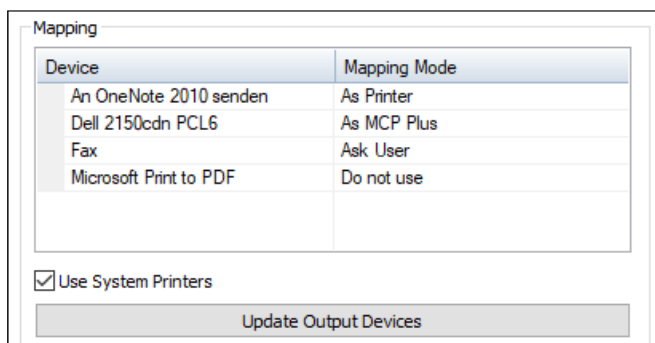 Mapping
Device Mapping Mode
An OneNote 2010 senden As Printer
Dell 2150cdn PCL6 As MCP Plus
Fax Ask User
Microsoft Print to PDF Do not use
Use System Printers
Update Output Devices